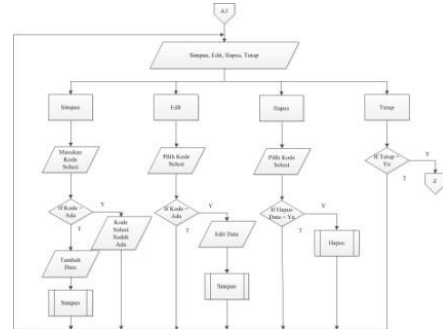 A3
Simpan, Edit, Hapus, Tutup
Simpan
Edit
Hapus
Tutup
Masukan
Kode
Solusi
Pilih Kode
Solusi
Pilih Kode
Solusi
If Tutup =
Ya
Y
T
2
If Kode =
Ada
Y
T
Kode
Solusi
Sudah
Ada
If Kode =
Ada
Y
T
Edit Data
If Hapus
Data = Ya
Y
T
Hapus
Tambah
Data
Simpan
Simpan